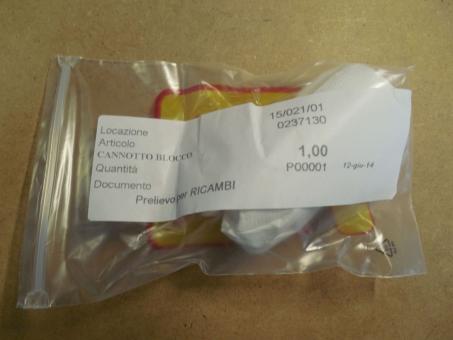 Locazione 15/021/01
Articolo 0237130
CANNOTTO BLOCCO
Quantità 1,00
Documento P00001 12-giu-14
Prelievo per RICAMBI